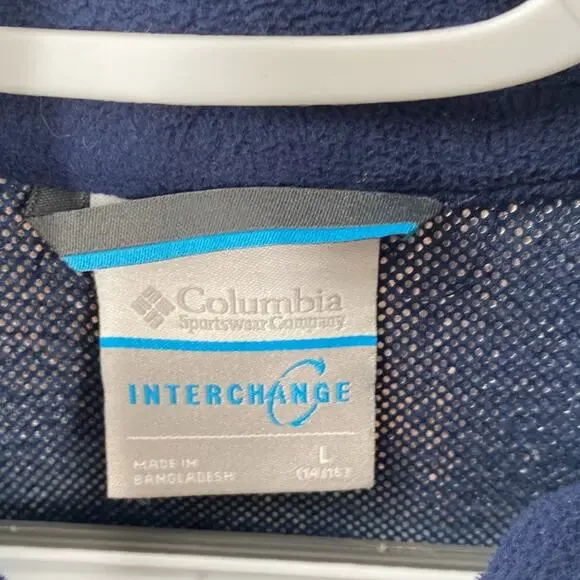 Columbia
Sportswear Company
INTERCHANGE
L
(14/16)
MADE IN
BANGLADESH